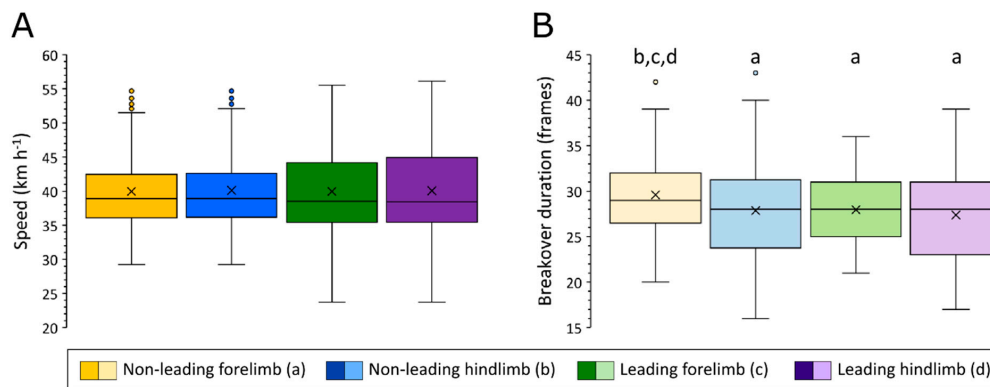 A
Speed (km h⁻¹)
60
55
50
45
40
35
30
25
20
B
Breakover duration (frames)
45
40
35
30
25
20
15
b,c,d
a
a
a
Non-leading forelimb (a)
Non-leading hindlimb (b)
Leading forelimb (c)
Leading hindlimb (d)